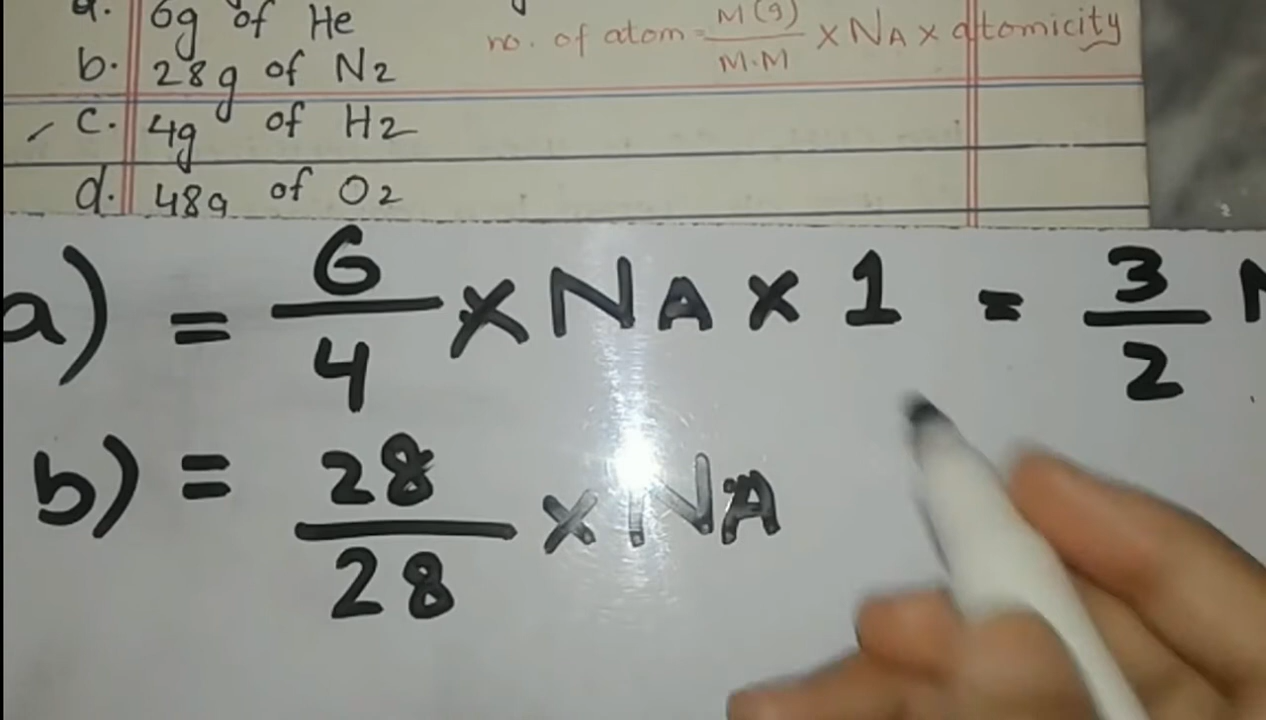 a. 6g of He
no. of atom = M(g)/M.M × NA × atomicity
b. 28g of N2
c. 4g of H2
d. 48g of O2
a) = 6/4 × NA × 1 = 3/2
b) = 28/28 × NA